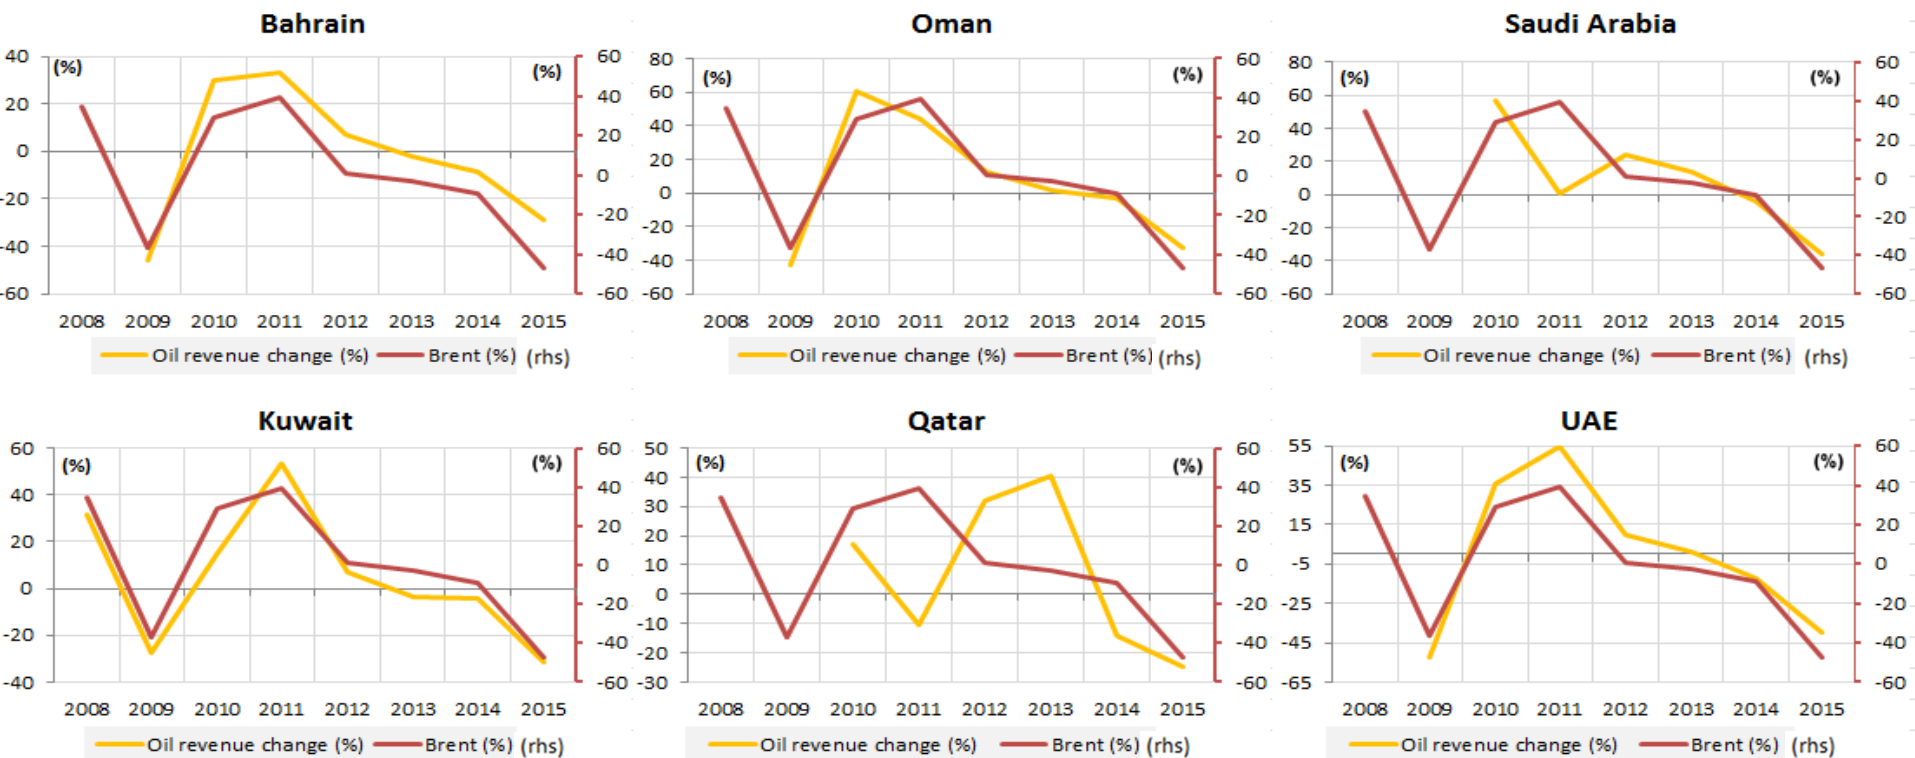 Bahrain
(%) (%)
40 60
20 40
0 20
-20 0
-40 -20
-60 -40
-60
2008 2009 2010 2011 2012 2013 2014 2015
Oil revenue change (%) Brent (%) (rhs)
Oman
(%) (%)
80 60
60 40
40 20
20 0
0 -20
-20 -40
-40 -60
-60
2008 2009 2010 2011 2012 2013 2014 2015
Oil revenue change (%) Brent (%) (rhs)
Saudi Arabia
(%) (%)
80 60
60 40
40 20
20 0
0 -20
-20 -40
-40 -60
-60
2008 2009 2010 2011 2012 2013 2014 2015
Oil revenue change (%) Brent (%) (rhs)
Kuwait
(%) (%)
60 60
40 40
20 20
0 0
-20 -20
-40 -40
-60
2008 2009 2010 2011 2012 2013 2014 2015
Oil revenue change (%) Brent (%) (rhs)
Qatar
(%) (%)
50 60
40 40
30 20
20 0
10 -20
0 -40
-10 -60
-20
-30
2008 2009 2010 2011 2012 2013 2014 2015
Oil revenue change (%) Brent (%) (rhs)
UAE
(%) (%)
55 60
35 40
15 20
-5 0
-25 -20
-45 -40
-65 -60
2008 2009 2010 2011 2012 2013 2014 2015
Oil revenue change (%) Brent (%) (rhs)